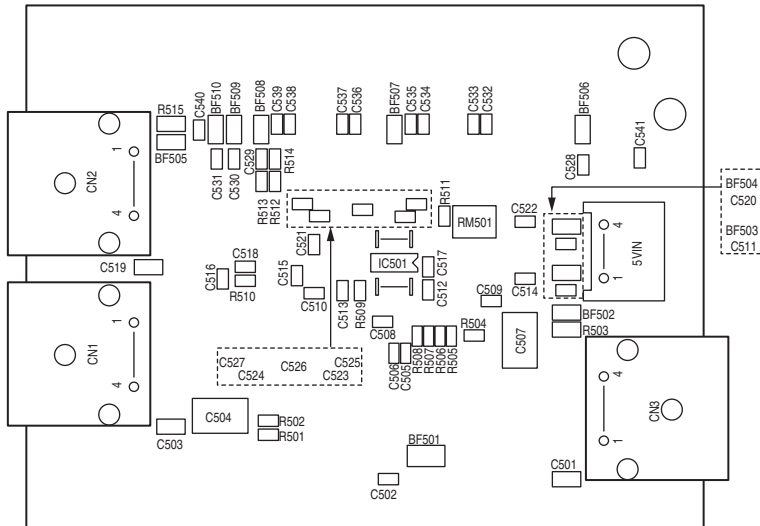 R515
C540
BF510
BF509
BF508
C539
C538
C537
C536
BF507
C535
C534
C533
C532
BF506
C541
BF505
C531
C530
C529
R514
R513
R512
C528
1
CN2
4
R511
RM501
C522
BF504
C520
BF503
C511
4
5VIN
1
C521
IC501
C517
C512
C514
C519
C516
C518
R510
C515
C510
C513
R509
C509
C508
BF502
R503
C507
R504
1
CN1
4
C527
C524
C526
C525
C523
C506
C505
R508
R507
R506
R505
4
CN3
1
C504
C503
R502
R501
BF501
C502
C501